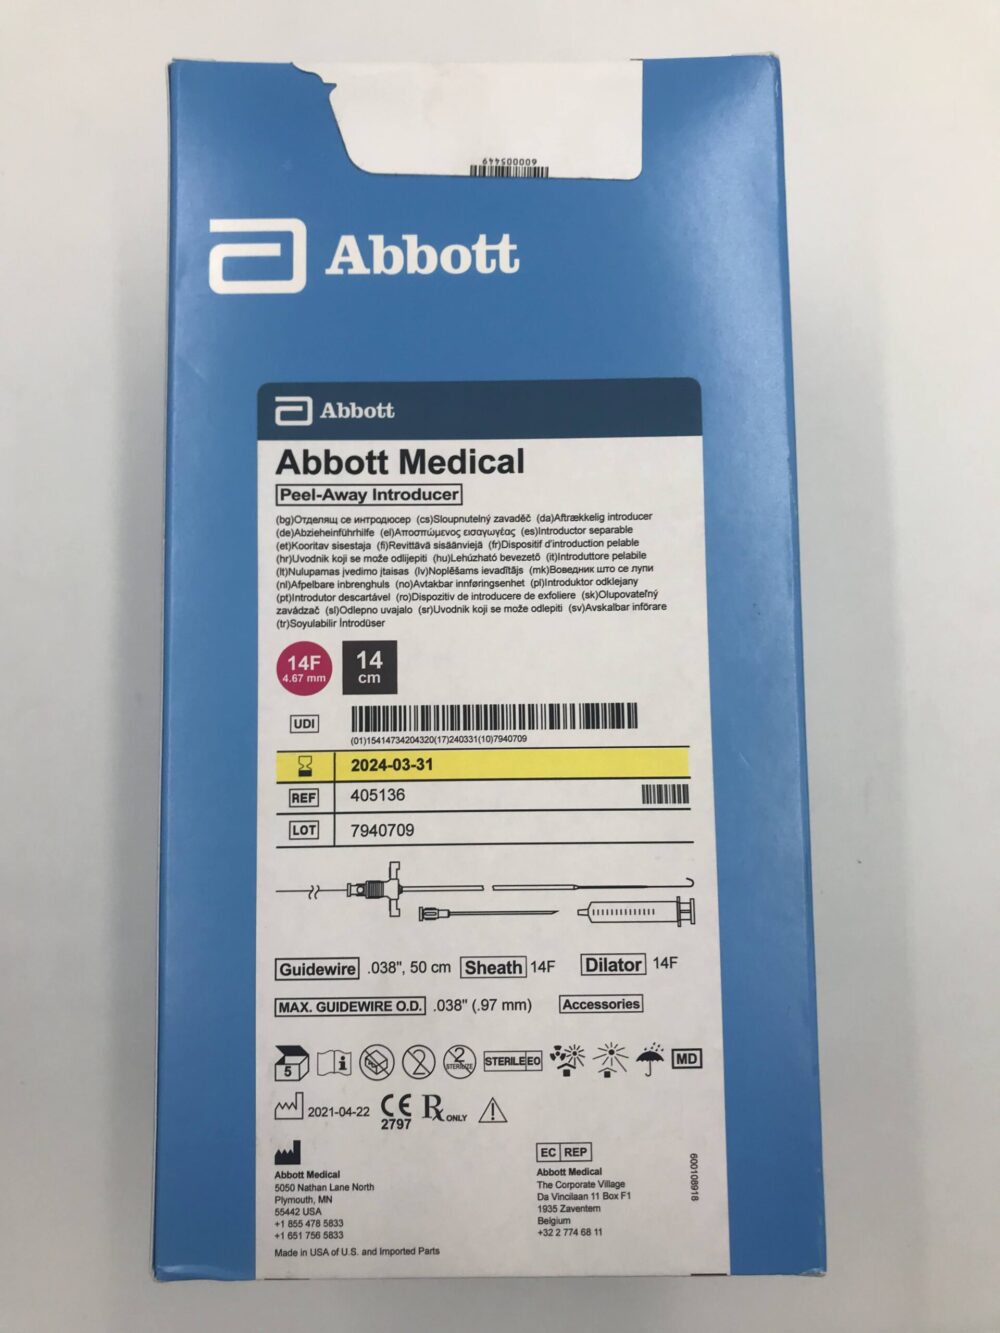 600005449
Abbott
Abbott
Abbott Medical
Peel-Away Introducer
(bg)Отделящ се интродюсер (cs)Sloupnutelný zavaděč (da)Aftrækkelig introducer
(de)Abzieheinführhilfe (el)Αποσπώμενος εισαγωγέας (es)Introductor separable
(et)Kooritav sisestaja (fi)Revittävä sisäänviejä (fr)Dispositif d'introduction pelable
(hr)Uvodnik koji se može odlijepiti (hu)Lehúzható bevezető (it)Introduttore pelabile
(lt)Nulupamas įvedimo įtaisas (lv)Noplēšams ievadītājs (mk)Воведник што се лупи
(nl)Afpelbare inbrenghuls (no)Avtakbar innføringsenhet (pl)Introduktor odklejany
(pt)Introdutor descartável (ro)Dispozitiv de introducere de exfoliere (sk)Olupovateľný
zavádzač (sl)Odlepno uvajalo (sr)Uvodnik koji se može odlepiti (sv)Avskalbar införare
(tr)Soyulabilir İntrodüser
14F 14
4.67 mm cm
UDI
(01)15414734204320(17)240331(10)7940709
2024-03-31
REF 405136
LOT 7940709
Guidewire .038", 50 cm Sheath 14F Dilator 14F
MAX. GUIDEWIRE O.D. .038" (.97 mm) Accessories
5 i 2 2 STERILIZE STERILE EO MD
2021-04-22 CE 2797 Rx ONLY
EC REP
Abbott Medical
5050 Nathan Lane North
Plymouth, MN
55442 USA
+1 855 478 5833
+1 651 756 5833
Made in USA of U.S. and Imported Parts
Abbott Medical
The Corporate Village
Da Vincilaan 11 Box F1
1935 Zaventem
Belgium
+32 2 774 68 11
600108918